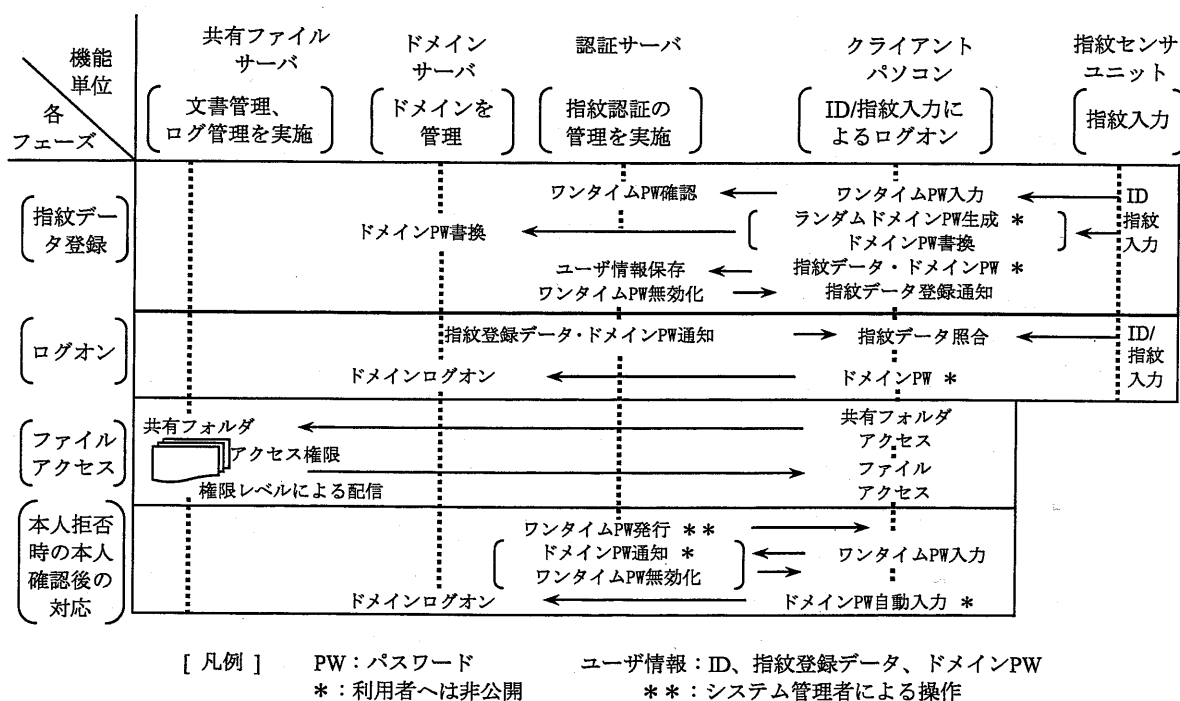 機能
単位
各
フェーズ
共有ファイル
サーバ
文書管理、
ログ管理を実施
ドメイン
サーバ
ドメインを
管理
認証サーバ
指紋認証の
管理を実施
クライアント
パソコン
ID/指紋入力に
よるログオン
指紋センサ
ユニット
指紋入力
指紋デー
タ登録
ワンタイムPW確認
ワンタイムPW入力
ID
指紋
入力
ランダムドメインPW生成 *
ドメインPW書換
ドメインPW書換
ユーザ情報保存
指紋データ・ドメインPW *
ワンタイムPW無効化
指紋データ登録通知
ログオン
指紋登録データ・ドメインPW通知
指紋データ照合
ID/
指紋
入力
ドメインログオン
ドメインPW *
ファイル
アクセス
共有フォルダ
アクセス権限
権限レベルによる配信
共有フォルダ
アクセス
ファイル
アクセス
本人拒否
時の本人
確認後の
対応
ワンタイムPW発行 * *
ドメインPW通知 *
ワンタイムPW無効化
ワンタイムPW入力
ドメインログオン
ドメインPW自動入力 *
[ 凡例 ] PW:パスワード ユーザ情報:ID、指紋登録データ、ドメインPW
*:利用者へは非公開 * *:システム管理者による操作